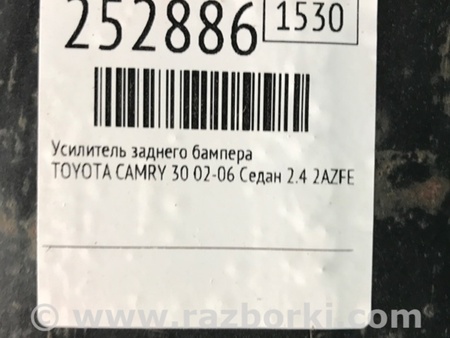 252886
1530
Усилитель заднего бампера
TOYOTA CAMRY 30 02-06 Седан 2.4 2AZFE
© www.razborki.com